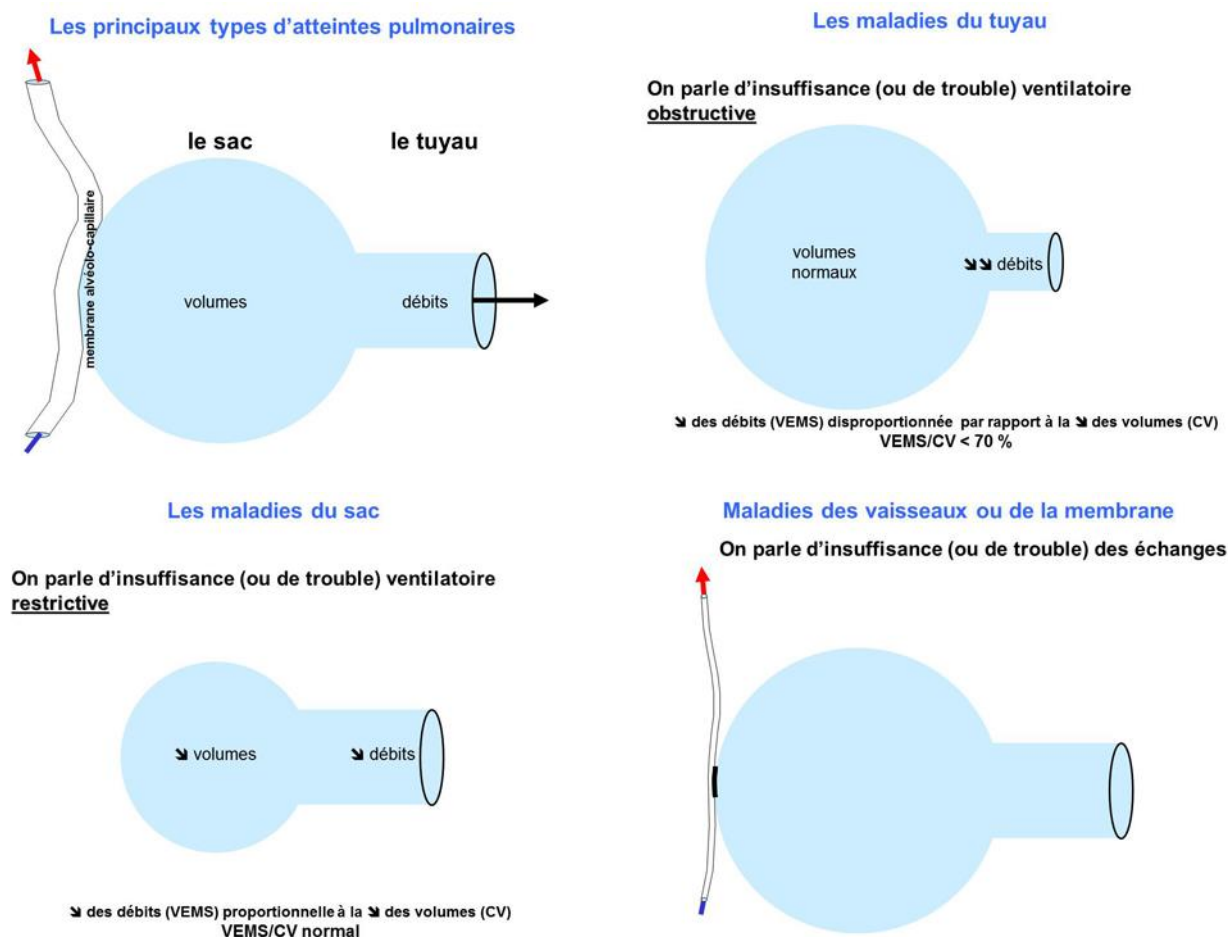 Les principaux types d’atteintes pulmonaires
le sac
le tuyau
membrane alvéolo-capillaire
volumes
débits
Les maladies du tuyau
On parle d’insuffisance (ou de trouble) ventilatoire
obstructive
volumes
normaux
➘➘ débits
➘ des débits (VEMS) disproportionnée par rapport à la ➘ des volumes (CV)
VEMS/CV < 70 %
Les maladies du sac
On parle d’insuffisance (ou de trouble) ventilatoire
restrictive
➘ volumes
➘ débits
➘ des débits (VEMS) proportionnelle à la ➘ des volumes (CV)
VEMS/CV normal
Maladies des vaisseaux ou de la membrane
On parle d’insuffisance (ou de trouble) des échanges